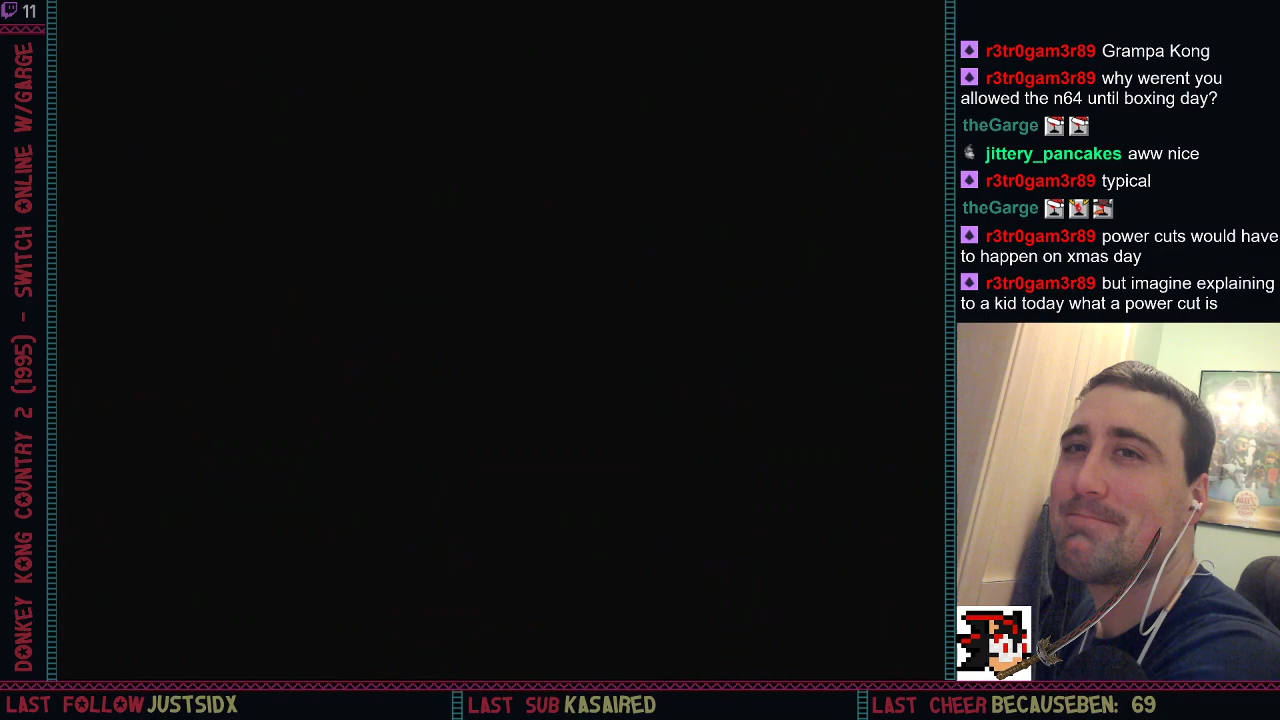 11
DONKEY KONG COUNTRY 2 (1995) - SWITCH ONLINE W/GARGE
r3tr0gam3r89 Grampa Kong
r3tr0gam3r89 why werent you
allowed the n64 until boxing day?
theGarge
jittery_pancakes aww nice
r3tr0gam3r89 typical
theGarge
r3tr0gam3r89 power cuts would have
to happen on xmas day
r3tr0gam3r89 but imagine explaining
to a kid today what a power cut is
LAST FOLLOW JUSTSIDX
LAST SUB KASAIRED
LAST CHEER BECAUSEBEN: 69